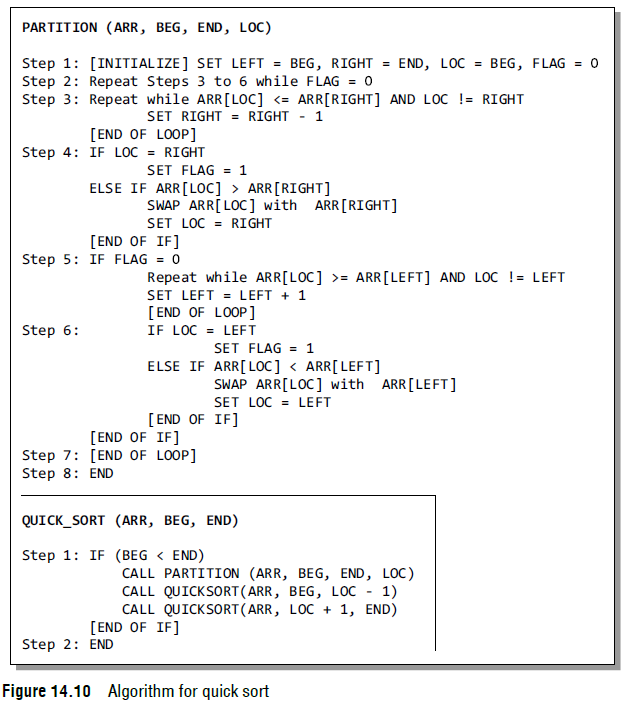 PARTITION (ARR, BEG, END, LOC)
Step 1: [INITIALIZE] SET LEFT = BEG, RIGHT = END, LOC = BEG, FLAG = 0
Step 2: Repeat Steps 3 to 6 while FLAG = 0
Step 3: Repeat while ARR[LOC] <= ARR[RIGHT] AND LOC != RIGHT
SET RIGHT = RIGHT - 1
[END OF LOOP]
Step 4: IF LOC = RIGHT
SET FLAG = 1
ELSE IF ARR[LOC] > ARR[RIGHT]
SWAP ARR[LOC] with ARR[RIGHT]
SET LOC = RIGHT
[END OF IF]
Step 5: IF FLAG = 0
Repeat while ARR[LOC] >= ARR[LEFT] AND LOC != LEFT
SET LEFT = LEFT + 1
[END OF LOOP]
Step 6: IF LOC = LEFT
SET FLAG = 1
ELSE IF ARR[LOC] < ARR[LEFT]
SWAP ARR[LOC] with ARR[LEFT]
SET LOC = LEFT
[END OF IF]
[END OF IF]
Step 7: [END OF LOOP]
Step 8: END
QUICK_SORT (ARR, BEG, END)
Step 1: IF (BEG < END)
CALL PARTITION (ARR, BEG, END, LOC)
CALL QUICKSORT(ARR, BEG, LOC - 1)
CALL QUICKSORT(ARR, LOC + 1, END)
[END OF IF]
Step 2: END
Figure 14.10 Algorithm for quick sort